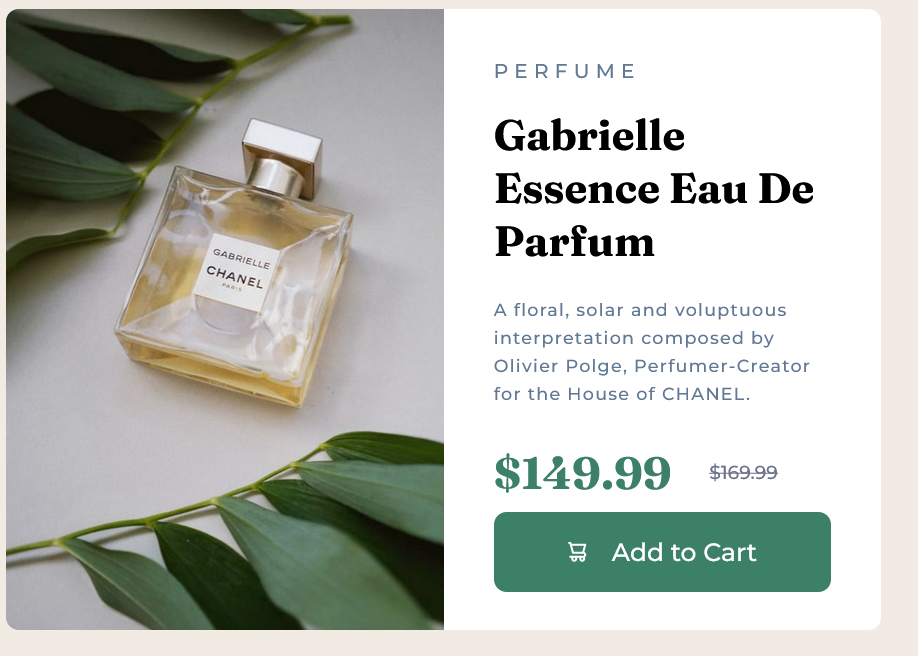 GABRIELLE
CHANEL
PARIS
PERFUME
Gabrielle
Essence Eau De
Parfum
A floral, solar and voluptuous
interpretation composed by
Olivier Polge, Perfumer-Creator
for the House of CHANEL.
$149.99 $169.99
Add to Cart